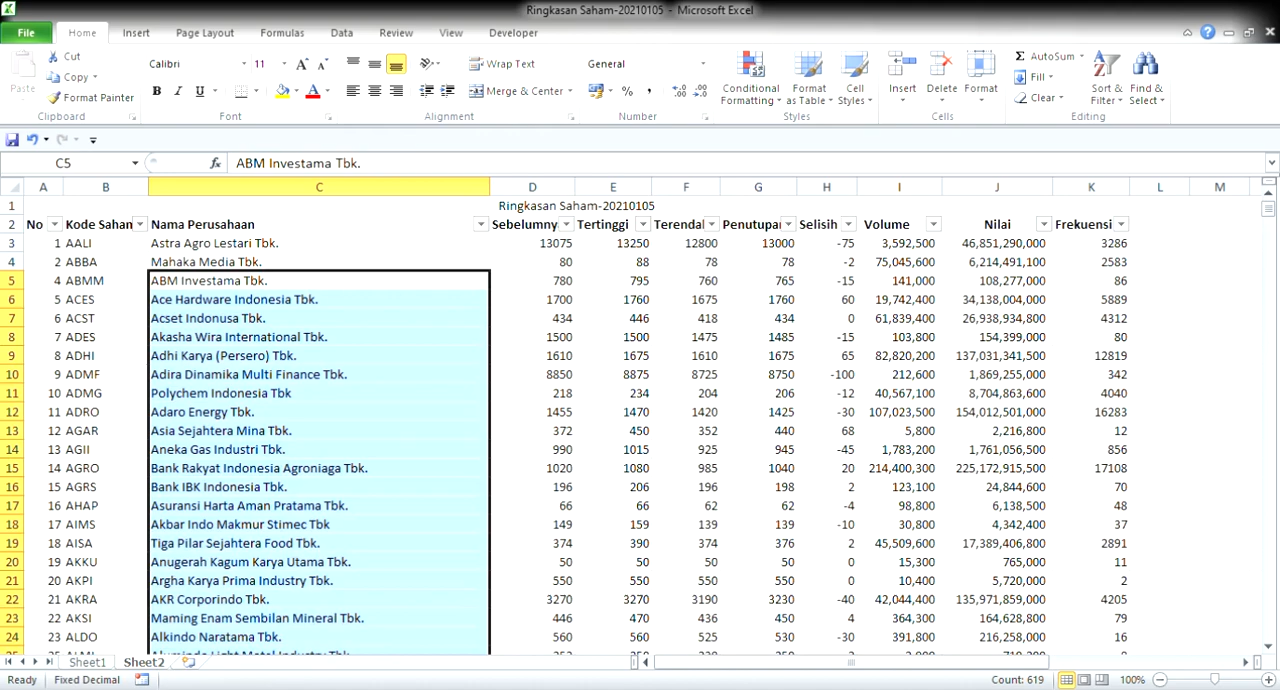 Ringkasan Saham-20210105 - Microsoft Excel
File Home Insert Page Layout Formulas Data Review View Developer
Cut Calibri 11 Wrap Text General AutoSum
Copy Fill
Paste Format Painter Merge & Center Conditional Formatting Format as Table Cell Styles Insert Delete Format Clear Sort & Filter Find & Select
Clipboard Font Alignment Number Styles Cells Editing
C5 fx ABM Investama Tbk.
A B C D E F G H I J K L M
1 Ringkasan Saham-20210105
2 No Kode Saham Nama Perusahaan Sebelumny Tertinggi Terendal Penutupa Selisih Volume Nilai Frekuensi
3 1 AALI Astra Agro Lestari Tbk. 13075 13250 12800 13000 -75 3,592,500 46,851,290,000 3286
4 2 ABBA Mahaka Media Tbk. 80 88 78 78 -2 75,045,600 6,214,491,100 2583
5 4 ABMM ABM Investama Tbk. 780 795 760 765 -15 141,000 108,277,000 86
6 5 ACES Ace Hardware Indonesia Tbk. 1700 1760 1675 1760 60 19,742,400 34,138,004,000 5889
7 6 ACST Acset Indonusa Tbk. 434 446 418 434 0 61,839,400 26,938,934,800 4312
8 7 ADES Akasha Wira International Tbk. 1500 1500 1475 1485 -15 103,800 154,399,000 80
9 8 ADHI Adhi Karya (Persero) Tbk. 1610 1675 1610 1675 65 82,820,200 137,031,341,500 12819
10 9 ADMF Adira Dinamika Multi Finance Tbk. 8850 8875 8725 8750 -100 212,600 1,869,255,000 342
11 10 ADMG Polychem Indonesia Tbk 218 234 204 206 -12 40,567,100 8,704,863,600 4040
12 11 ADRO Adaro Energy Tbk. 1455 1470 1420 1425 -30 107,023,500 154,012,501,000 16283
13 12 AGAR Asia Sejahtera Mina Tbk. 372 450 352 440 68 5,800 2,216,800 12
14 13 AGII Aneka Gas Industri Tbk. 990 1015 925 945 -45 1,783,200 1,761,056,500 856
15 14 AGRO Bank Rakyat Indonesia Agroniaga Tbk. 1020 1080 985 1040 20 214,400,300 225,172,915,500 17108
16 15 AGRS Bank IBK Indonesia Tbk. 196 206 196 198 2 123,100 24,844,600 70
17 16 AHAP Asuransi Harta Aman Pratama Tbk. 66 66 62 62 -4 98,800 6,138,500 48
18 17 AIMS Akbar Indo Makmur Stimec Tbk 149 159 139 139 -10 30,800 4,342,400 37
19 18 AISA Tiga Pilar Sejahtera Food Tbk. 374 390 374 376 2 45,509,600 17,389,406,800 2891
20 19 AKKU Anugerah Kagum Karya Utama Tbk. 50 50 50 50 0 15,300 765,000 11
21 20 AKPI Argha Karya Prima Industry Tbk. 550 550 550 550 0 10,400 5,720,000 2
22 21 AKRA AKR Corporindo Tbk. 3270 3270 3190 3230 -40 42,044,400 135,971,859,000 4205
23 22 AKSI Maming Enam Sembilan Mineral Tbk. 446 470 436 450 4 364,300 164,628,800 79
24 23 ALDO Alkindo Naratama Tbk. 560 560 525 530 -30 391,800 216,258,000 16
Sheet1 Sheet2
Ready Fixed Decimal Count: 619 100%